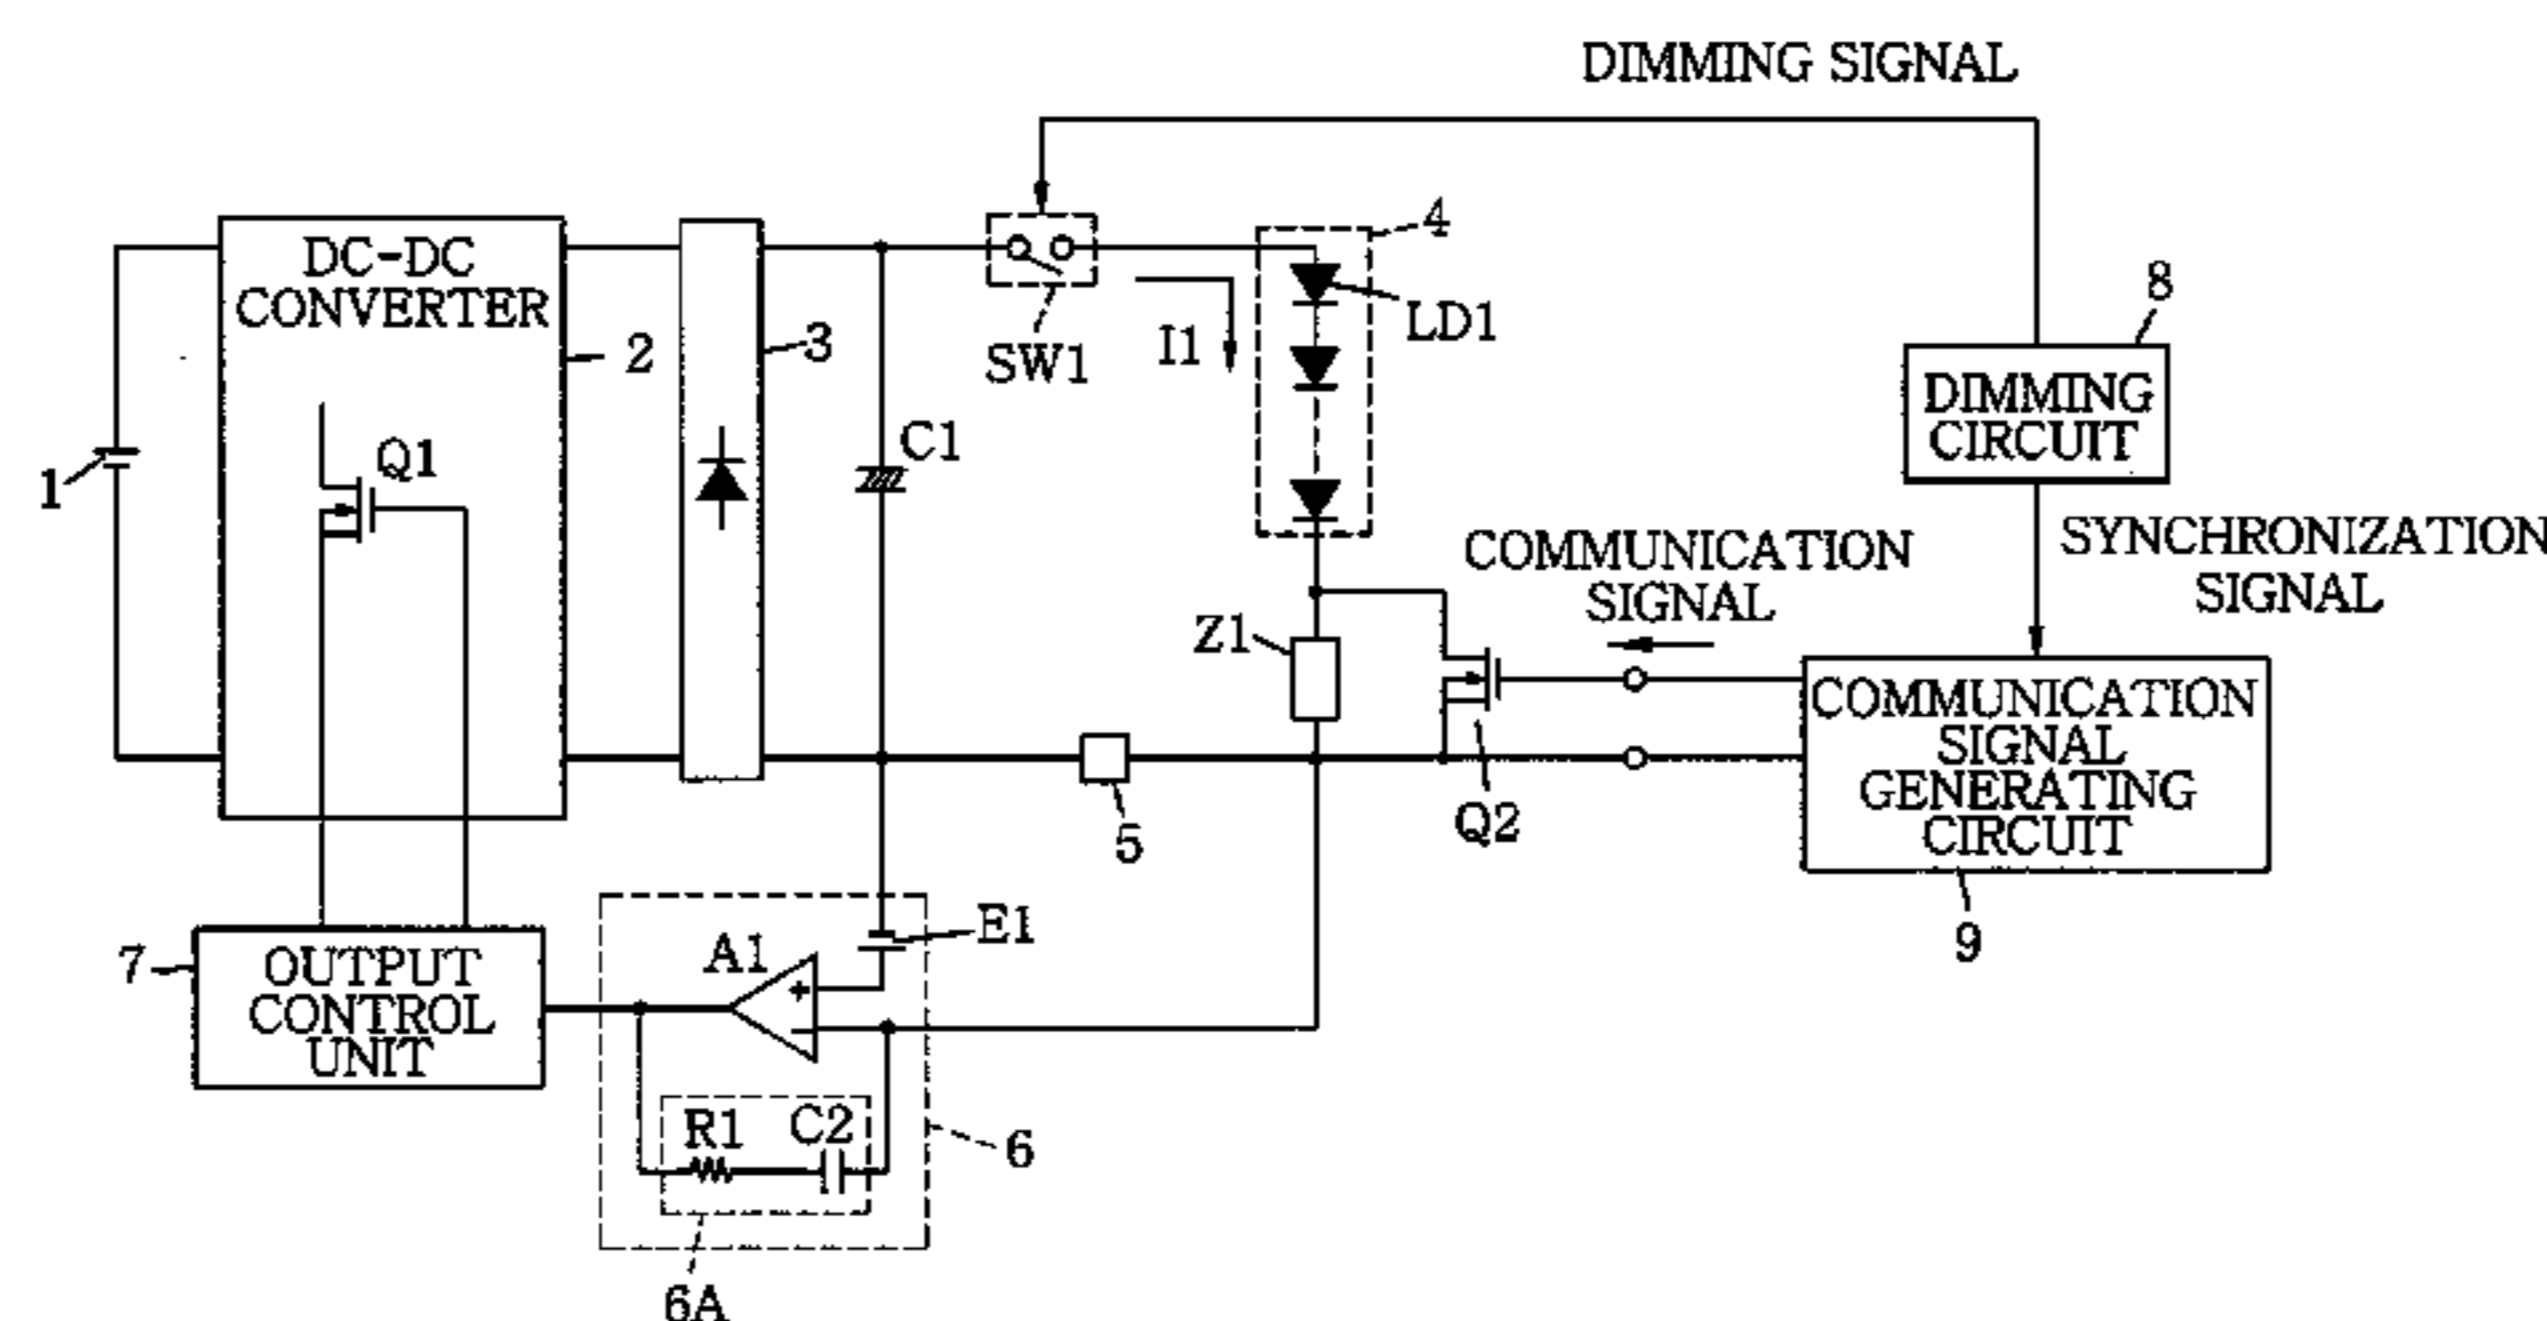 DIMMING SIGNAL
4
DC-DC
CONVERTER
2
3
SW1
I1
LD1
8
DIMMING
CIRCUIT
1
Q1
C1
COMMUNICATION
SIGNAL
SYNCHRONIZATION
SIGNAL
Z1
COMMUNICATION
SIGNAL
GENERATING
CIRCUIT
Q2
5
9
E1
A1
+
−
7
OUTPUT
CONTROL
UNIT
R1
C2
6
6A